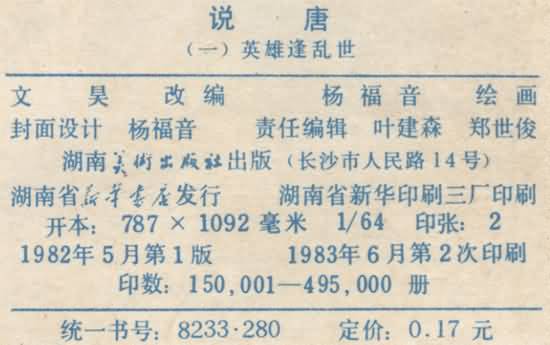 说 唐
（一）英雄逢乱世
文 昊 改编 杨福音 绘画
封面设计 杨福音 责任编辑 叶建森 郑世俊
湖南美術出版社出版（长沙市人民路14号）
湖南省新华书店发行 湖南省新华印刷三厂印刷
开本：787×1092毫米 1/64 印张：2
1982年5月第1版 1983年6月第2次印刷
印数：150,001—495,000 册
统一书号：8233·280 定价：0.17 元